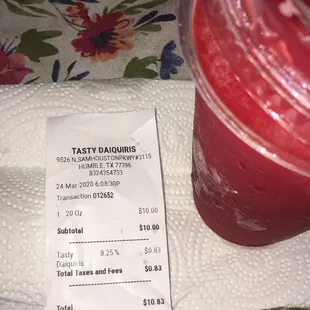 TASTY DAIQUIRIS
9526 N.SAMHOUSTONPKWY#3115
HUMBLE, TX 77396
8324354733
24-Mar-2020 6:08:30P
Transaction 012652
1 20 Oz $10.00
Subtotal $10.00
Tasty 8.25 % $0.83
Daiquiris
Total Taxes and Fees $0.83
Total $10.83